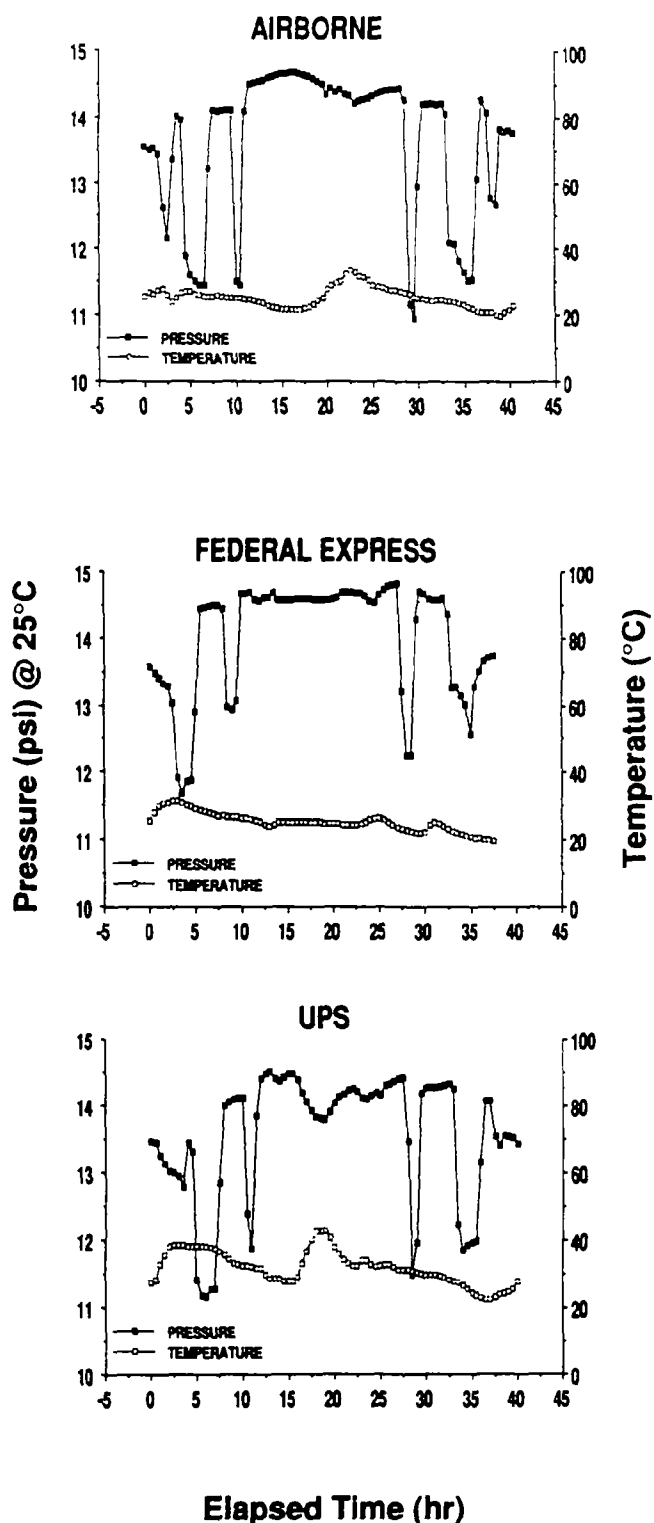 AIRBORNE
15
14
13
12
11
10
100
80
60
40
20
0
PRESSURE
TEMPERATURE
-5 0 5 10 15 20 25 30 35 40 45
FEDERAL EXPRESS
15
14
13
12
11
10
100
80
60
40
20
0
PRESSURE
TEMPERATURE
-5 0 5 10 15 20 25 30 35 40 45
Pressure (psi) @ 25°C
Temperature (°C)
UPS
15
14
13
12
11
10
100
80
60
40
20
0
PRESSURE
TEMPERATURE
-5 0 5 10 15 20 25 30 35 40 45
Elapsed Time (hr)